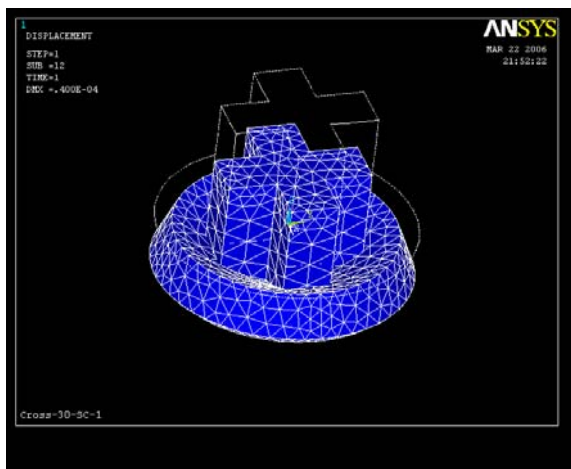 1
DISPLACEMENT
STEP=1
SUB =12
TIME=1
DMX =.400E-04
ANSYS
MAR 22 2006
21:52:22
Cross-30-SC-1